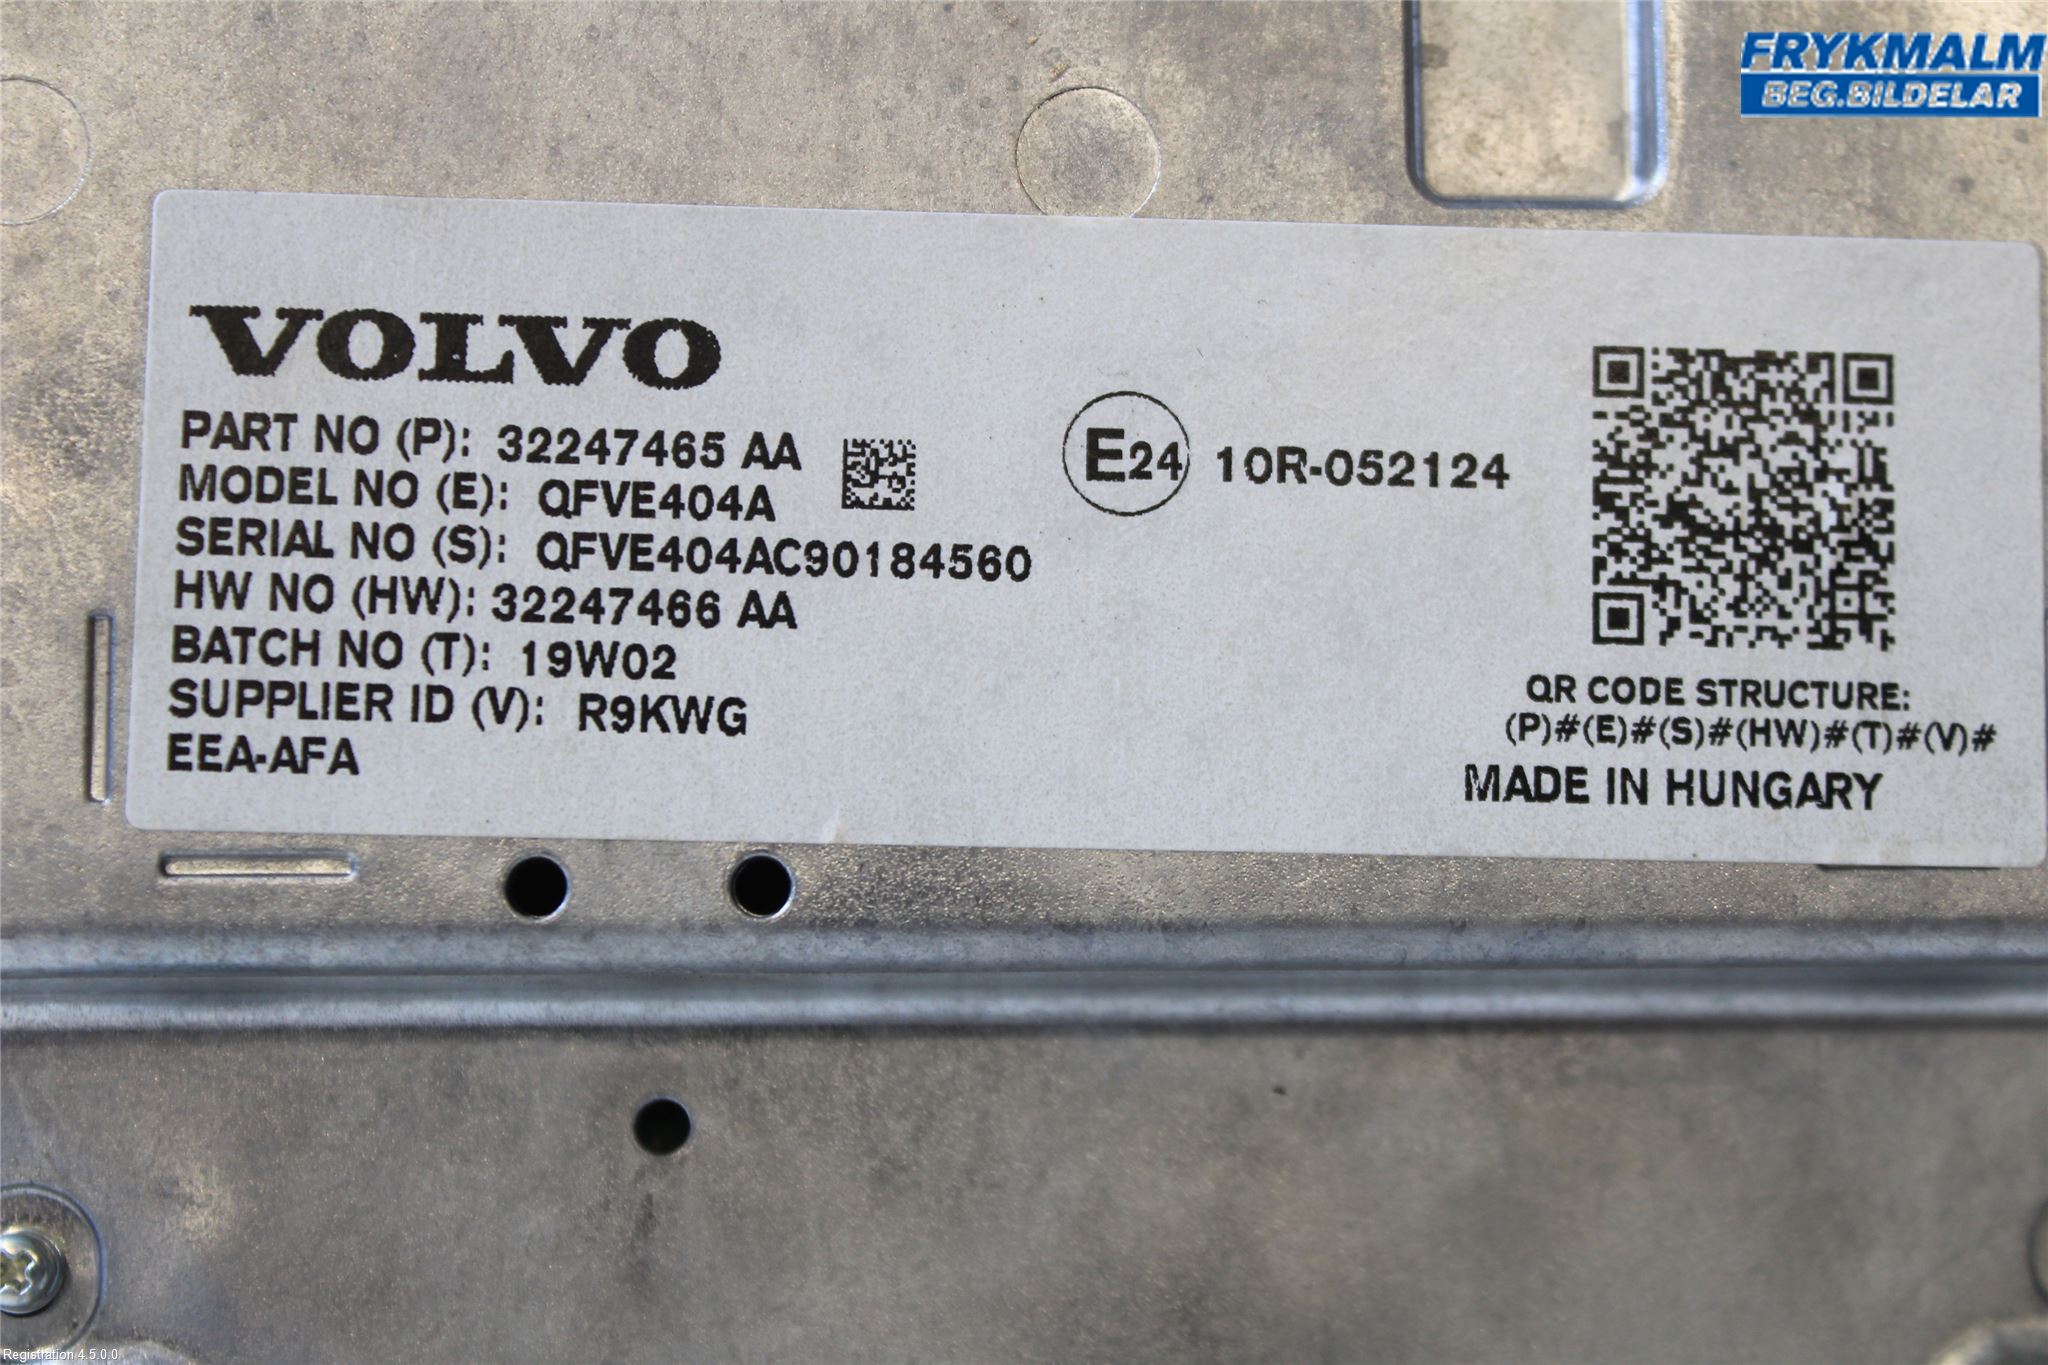 FRYKMALM
BEG.BILDELAR
VOLVO
PART NO (P): 32247465 AA
MODEL NO (E): QFVE404A
SERIAL NO (S): QFVE404AC90184560
HW NO (HW): 32247466 AA
BATCH NO (T): 19W02
SUPPLIER ID (V): R9KWG
EEA-AFA
E24 10R-052124
QR CODE STRUCTURE:
(P)#(E)#(S)#(HW)#(T)#(V)#
MADE IN HUNGARY
Registration 4.5.0.0